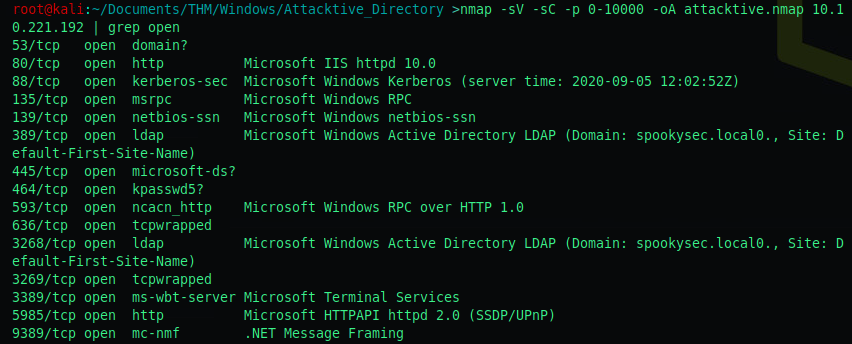 root@kali:~/Documents/THM/Windows/Attacktive_Directory >nmap -sV -sC -p 0-10000 -oA attacktive.nmap 10.1
0.221.192 | grep open
53/tcp   open  domain?
80/tcp   open  http          Microsoft IIS httpd 10.0
88/tcp   open  kerberos-sec  Microsoft Windows Kerberos (server time: 2020-09-05 12:02:52Z)
135/tcp  open  msrpc         Microsoft Windows RPC
139/tcp  open  netbios-ssn   Microsoft Windows netbios-ssn
389/tcp  open  ldap          Microsoft Windows Active Directory LDAP (Domain: spookysec.local0., Site: D
efault-First-Site-Name)
445/tcp  open  microsoft-ds?
464/tcp  open  kpasswd5?
593/tcp  open  ncacn_http    Microsoft Windows RPC over HTTP 1.0
636/tcp  open  tcpwrapped
3268/tcp open  ldap          Microsoft Windows Active Directory LDAP (Domain: spookysec.local0., Site: D
efault-First-Site-Name)
3269/tcp open  tcpwrapped
3389/tcp open  ms-wbt-server Microsoft Terminal Services
5985/tcp open  http          Microsoft HTTPAPI httpd 2.0 (SSDP/UPnP)
9389/tcp open  mc-nmf        .NET Message Framing